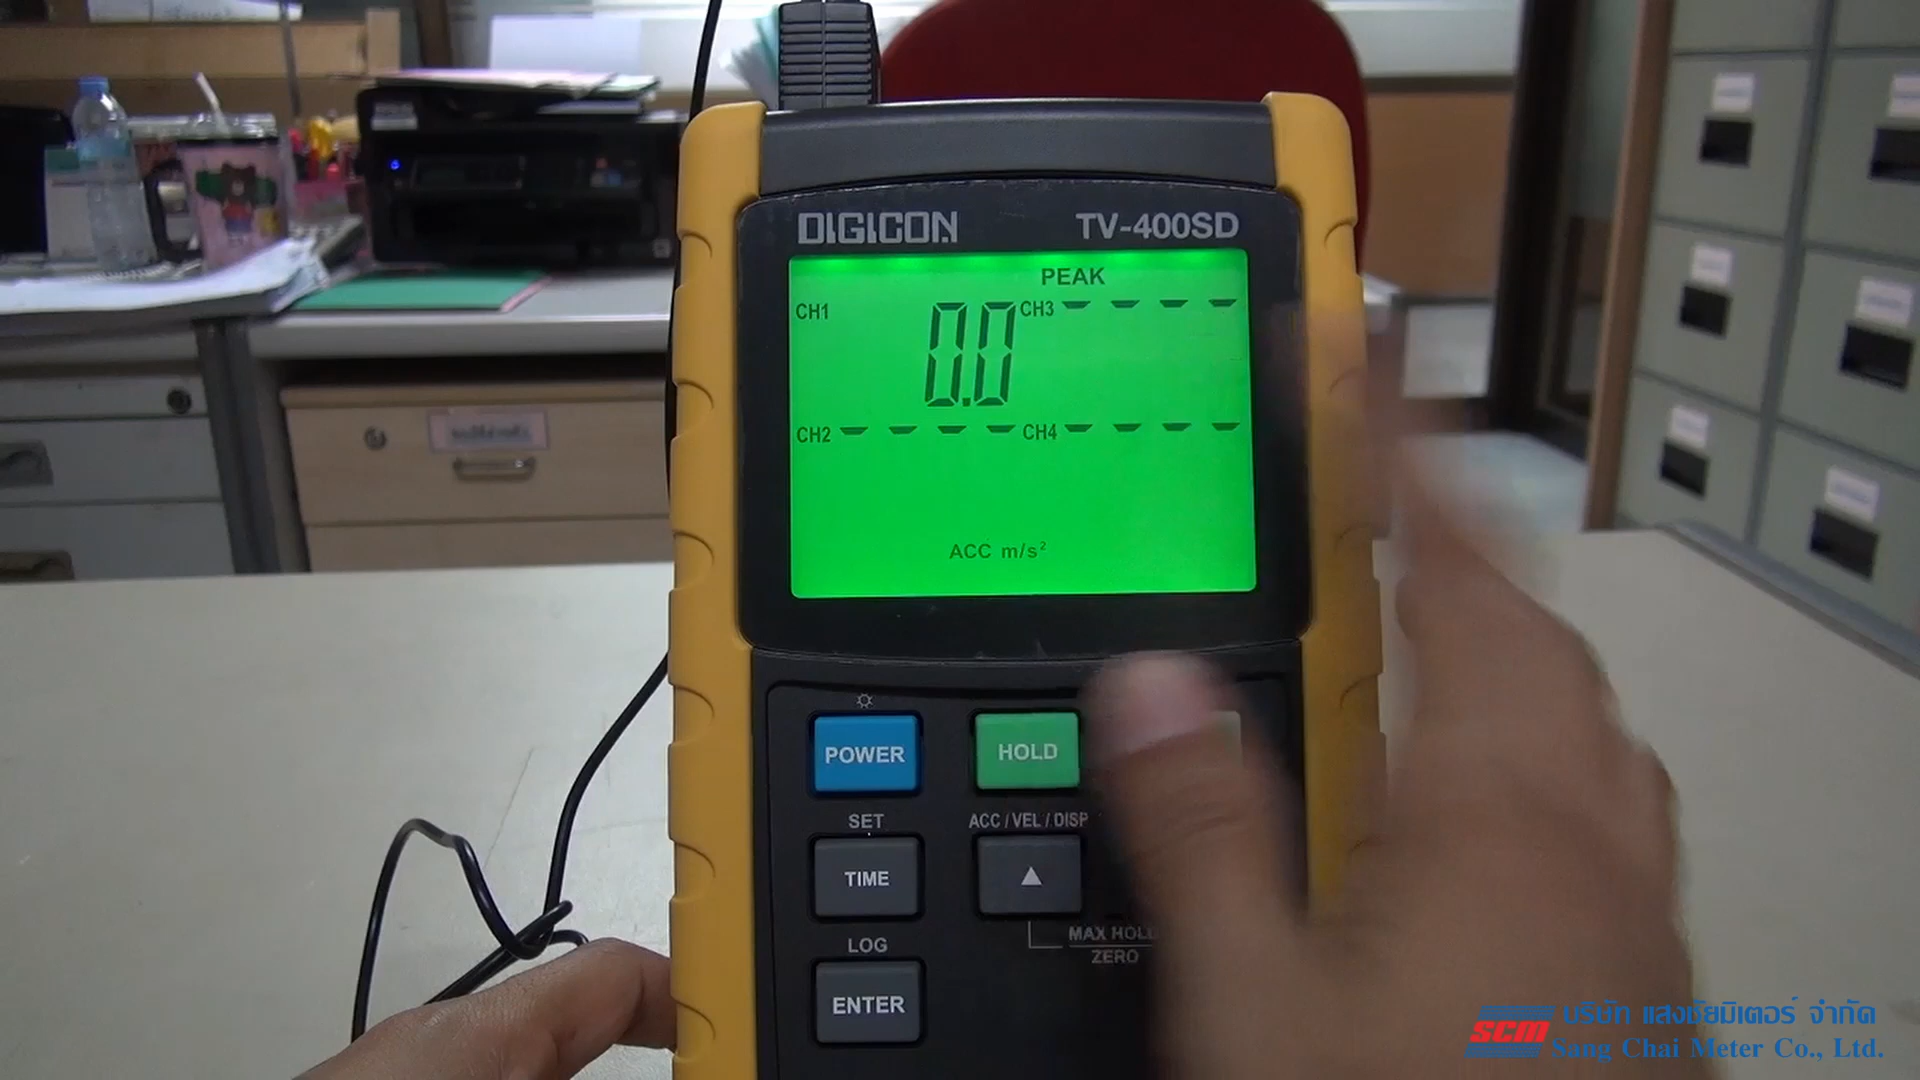 DIGICON TV-400SD
PEAK
CH1 0.0 CH3 - - - -
CH2 - - - - CH4 - - - -
ACC m/s²
POWER HOLD
SET ACC / VEL / DISP
TIME ▲
LOG MAX HOLD
ZERO
ENTER
SCM บริษัท แสงชัยมิเตอร์ จำกัด
Sang Chai Meter Co., Ltd.